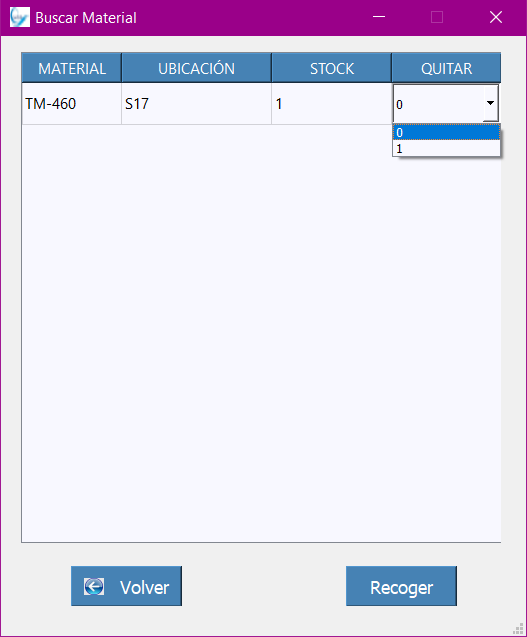 Buscar Material
MATERIAL UBICACIÓN STOCK QUITAR
TM-460 S17 1 0
0
1
Volver Recoger